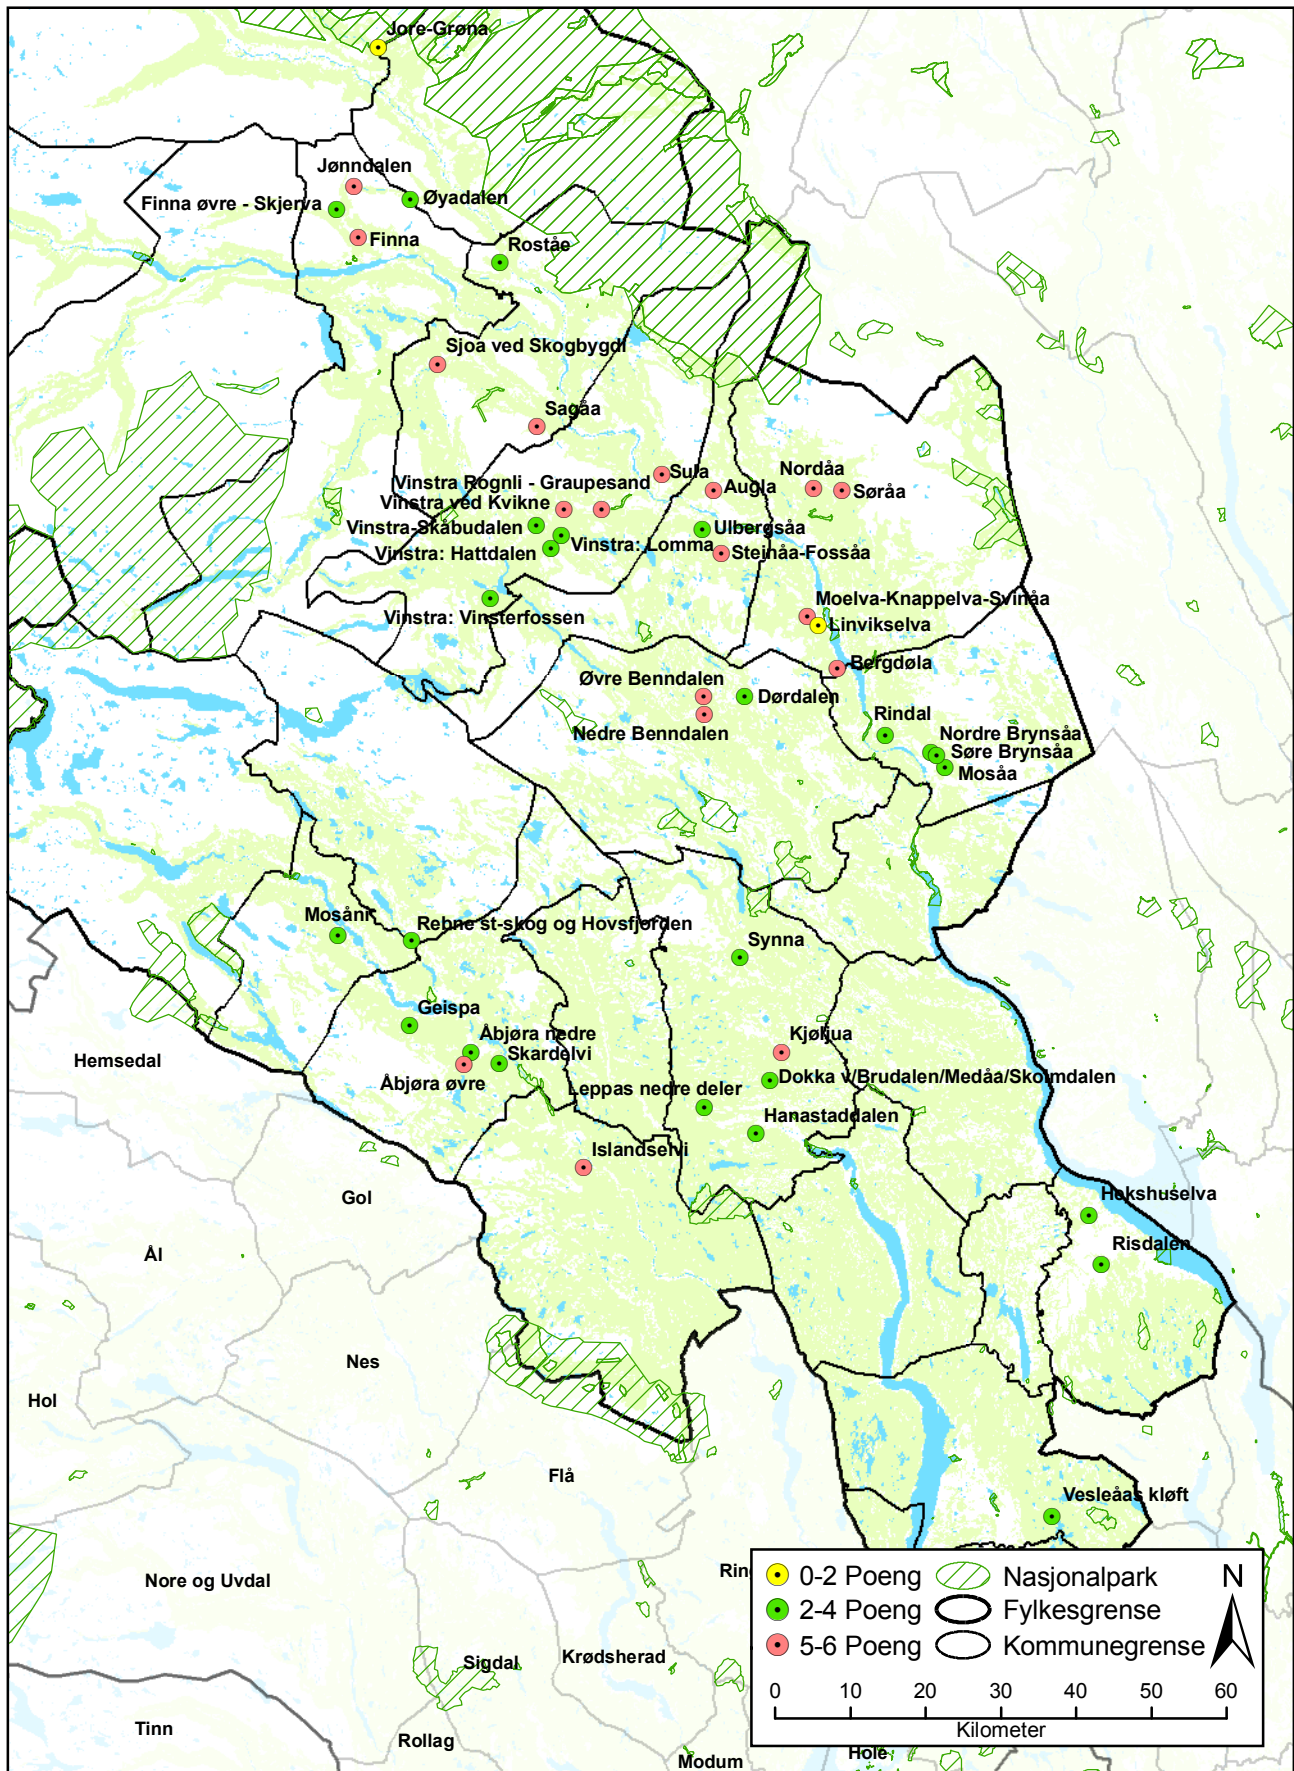 Jore-Grøna
Jønndalen
Finna øvre - Skjerva
Øyadalen
Finna
Roståe
Sjoa ved Skogbygdi
Sagåa
Sula
Nordåa
Vinstra Rognli - Graupesand
Augla
Søråa
Vinstra ved Kvikne
Vinstra-Skåbudalen
Ulbergsåa
Vinstra: Lomma
Vinstra: Hattdalen
Steinåa-Fossåa
Moelva-Knappelva-Svinåa
Vinstra: Vinsterfossen
Linvikselva
Bergdøla
Øvre Benndalen
Dørdalen
Nedre Benndalen
Rindal
Nordre Brynsåa
Søre Brynsåa
Mosåa
Mosåni
Rebne st-skog og Hovsfjorden
Synna
Geispa
Åbjøra nedre
Skardelvi
Kjøljua
Hemsedal
Åbjøra øvre
Dokka v/Brudalen/Medåa/Skolmdalen
Leppas nedre deler
Hanastaddalen
Islandselvi
Gol
Hekshuselva
Ål
Risdalen
Nes
Hol
Flå
Vesleåas kløft
Nore og Uvdal
Sigdal
Krødsherad
Tinn
Rollag
Modum
Hole
0-2 Poeng
Nasjonalpark
N
2-4 Poeng
Fylkesgrense
5-6 Poeng
Kommunegrense
0 10 20 30 40 50 60
Kilometer